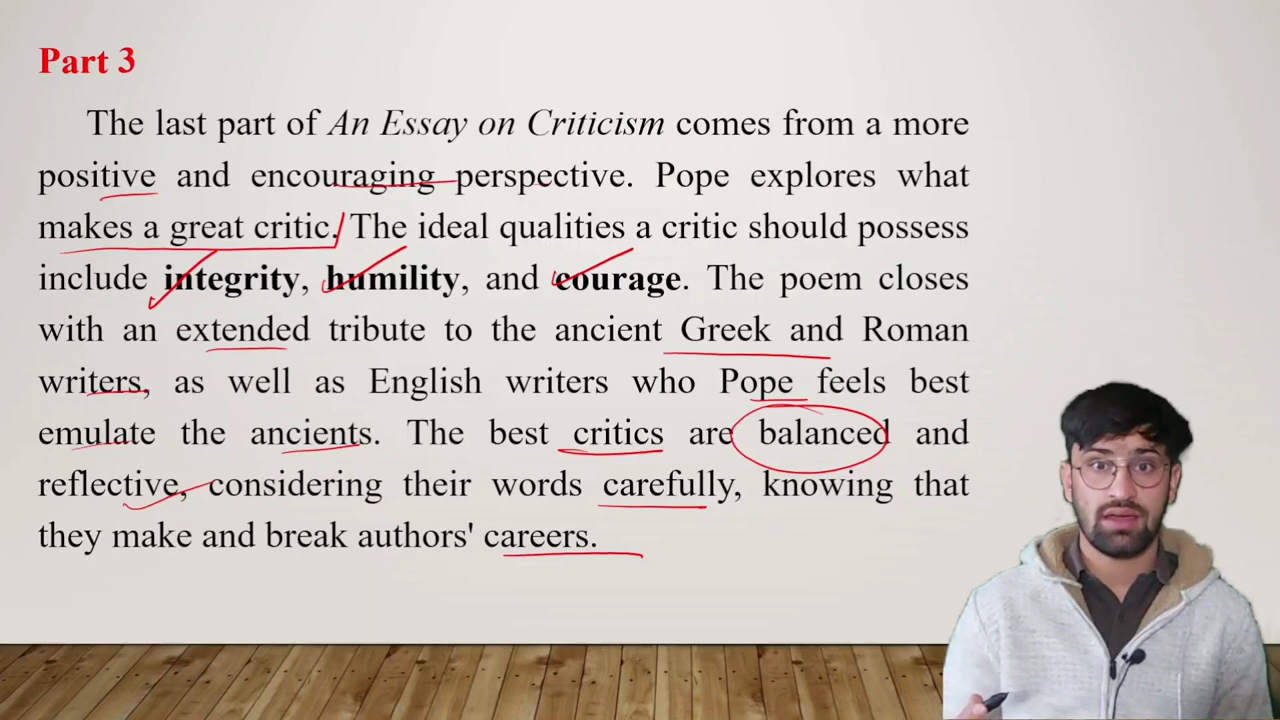 Part 3
The last part of An Essay on Criticism comes from a more
positive and encouraging perspective. Pope explores what
makes a great critic. The ideal qualities a critic should possess
include integrity, humility, and courage. The poem closes
with an extended tribute to the ancient Greek and Roman
writers, as well as English writers who Pope feels best
emulate the ancients. The best critics are balanced and
reflective, considering their words carefully, knowing that
they make and break authors' careers.